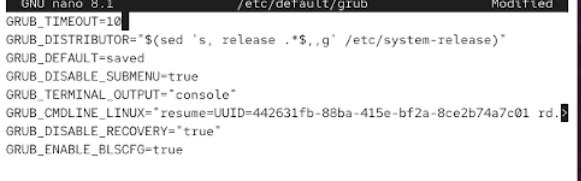 GNU nano 8.1 /etc/default/grub Modified
GRUB_TIMEOUT=10
GRUB_DISTRIBUTOR="$(sed 's, release .*$,,g' /etc/system-release)"
GRUB_DEFAULT=saved
GRUB_DISABLE_SUBMENU=true
GRUB_TERMINAL_OUTPUT="console"
GRUB_CMDLINE_LINUX="resume=UUID=442631fb-88ba-415e-bf2a-8ce2b74a7c01 rd.>
GRUB_DISABLE_RECOVERY="true"
GRUB_ENABLE_BLSCFG=true